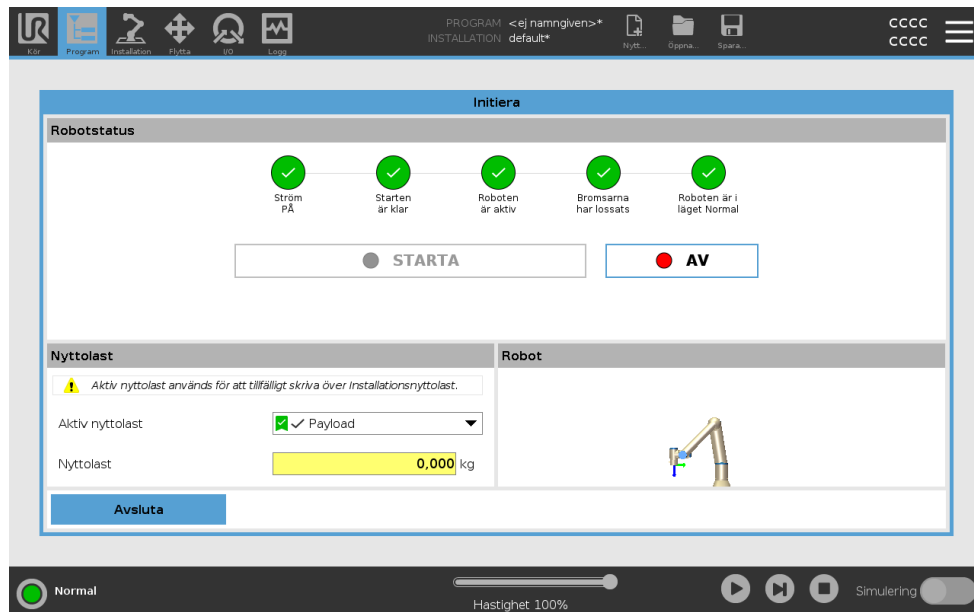 UR
PROGRAM <ej namngiven>*
INSTALLATION default*
CCCC
CCCC
Kör
Program
Installation
Flytta
I/O
Logg
Nytt...
Öppna...
Spara...
Initiera
Robotstatus
Ström
PÅ
Starten
är klar
Roboten
är aktiv
Bromsarna
har lossats
Roboten är i
läget Normal
STARTA
AV
Nyttolast
Robot
Aktiv nyttolast används för att tillfälligt skriva över Installationsnyttolast.
Aktiv nyttolast
Payload
Nyttolast
0,000 kg
Avsluta
Normal
Hastighet 100%
Simulering